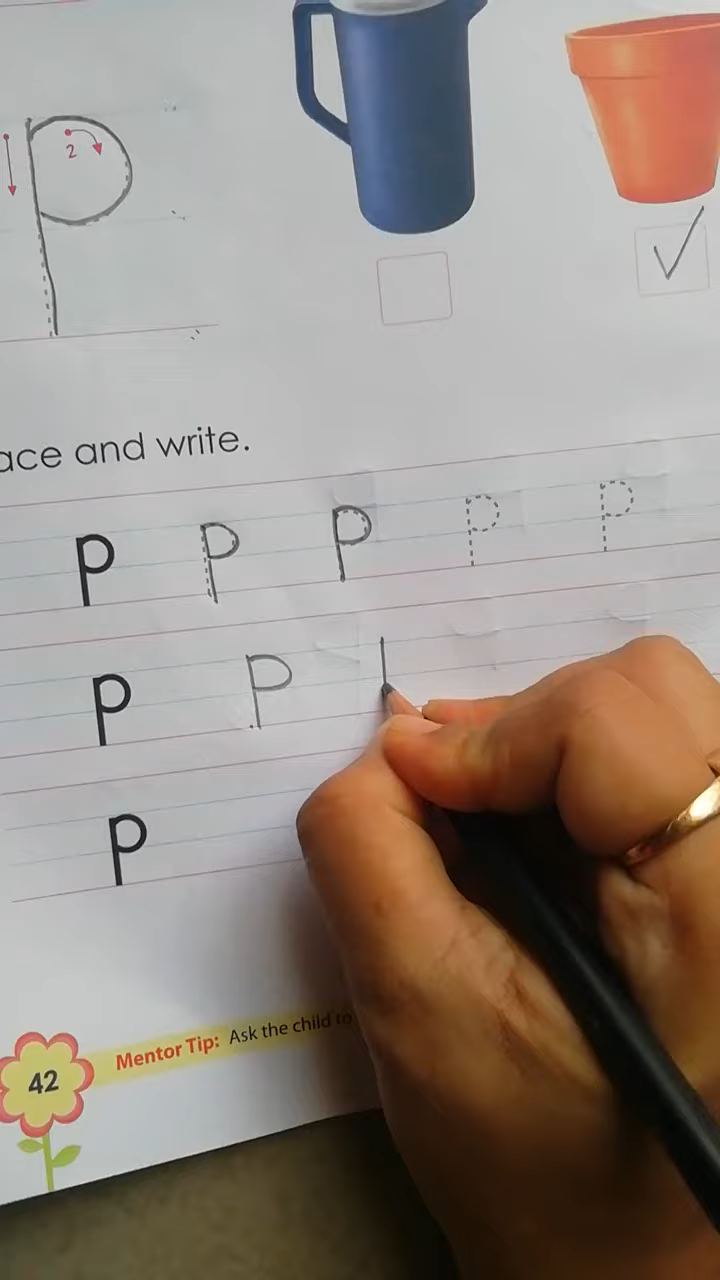 p
2
ace and write.
p p p p p
p p
p
Mentor Tip: Ask the child to
42